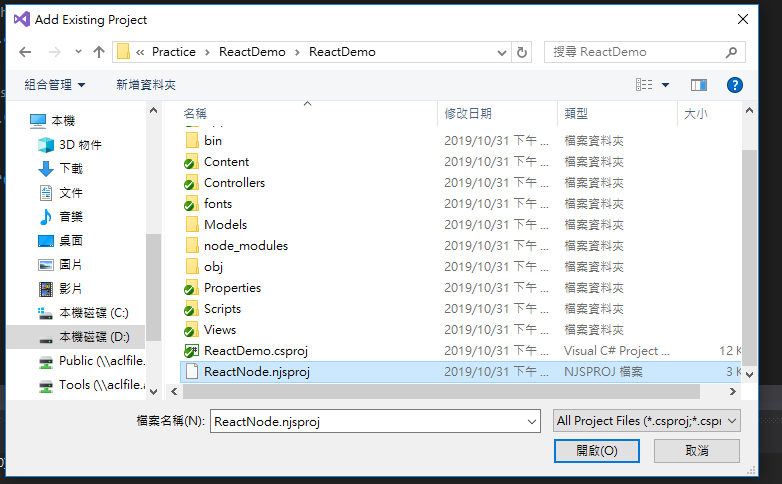 Add Existing Project
« Practice > ReactDemo > ReactDemo
搜尋 ReactDemo
組合管理
新增資料夾
本機
3D 物件
下載
文件
音樂
桌面
圖片
影片
本機磁碟 (C:)
本機磁碟 (D:)
Public (\\aclfile.
Tools (\\aclfile.a
名稱 修改日期 類型 大小
bin 2019/10/31 下午 ... 檔案資料夾
Content 2019/10/31 下午 ... 檔案資料夾
Controllers 2019/10/31 下午 ... 檔案資料夾
fonts 2019/10/31 下午 ... 檔案資料夾
Models 2019/10/31 下午 ... 檔案資料夾
node_modules 2019/10/31 下午 ... 檔案資料夾
obj 2019/10/31 下午 ... 檔案資料夾
Properties 2019/10/31 下午 ... 檔案資料夾
Scripts 2019/10/31 下午 ... 檔案資料夾
Views 2019/10/31 下午 ... 檔案資料夾
ReactDemo.csproj 2019/10/31 下午 ... Visual C# Project ... 12 K
ReactNode.njsproj 2019/10/31 下午 ... NJSPROJ 檔案 3 K
檔案名稱(N): ReactNode.njsproj
All Project Files (*.csproj;*.cspr
開啟(O) 取消